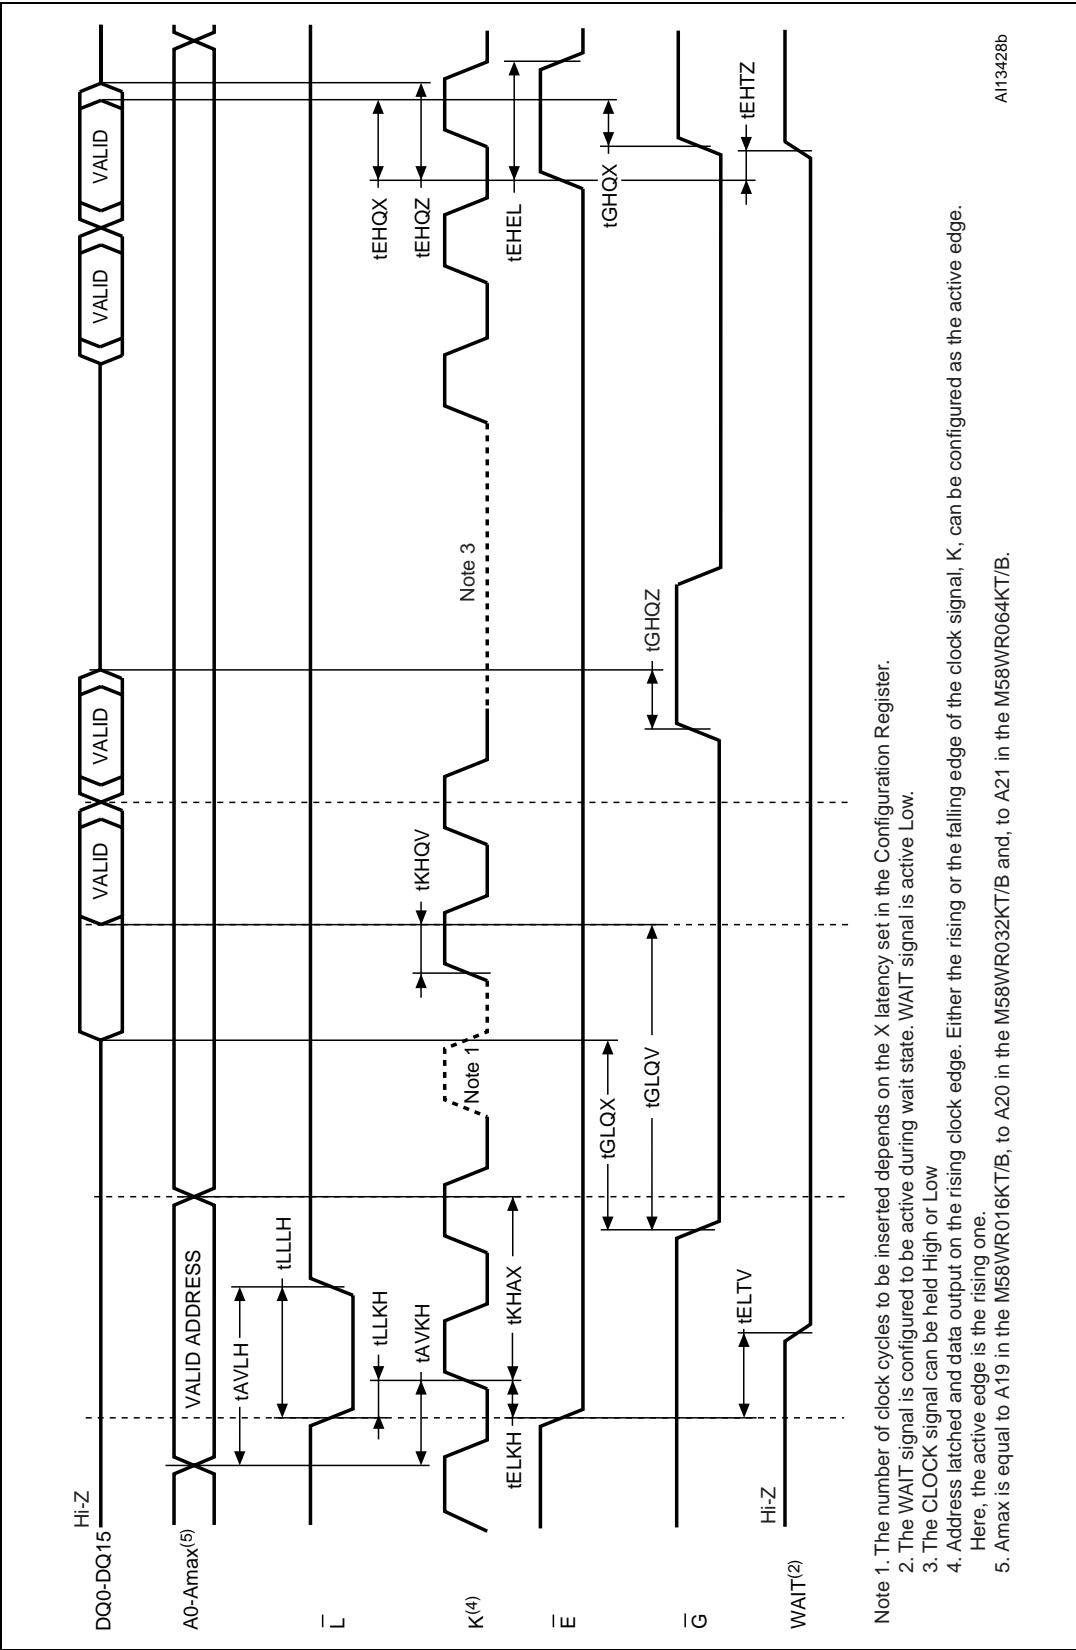 Hi-Z
DQ0-DQ15
VALID
VALID
VALID
VALID
A0-Amax(5)
VALID ADDRESS
tAVLH
tLLLH
L
tLLKH
tAVKH
tKHQV
tEHQX
tEHQZ
K(4)
Note 1
Note 3
tELKH
tKHAX
tEHEL
E
tGLQX
tGLQV
tGHQZ
tGHQX
G
tELTV
tEHTZ
Hi-Z
WAIT(2)
Note 1. The number of clock cycles to be inserted depends on the X latency set in the Configuration Register.
2. The WAIT signal is configured to be active during wait state. WAIT signal is active Low.
3. The CLOCK signal can be held High or Low
4. Address latched and data output on the rising clock edge. Either the rising or the falling edge of the clock signal, K, can be configured as the active edge.
Here, the active edge is the rising one.
5. Amax is equal to A19 in the M58WR016KT/B, to A20 in the M58WR032KT/B and, to A21 in the M58WR064KT/B.
AI13428b